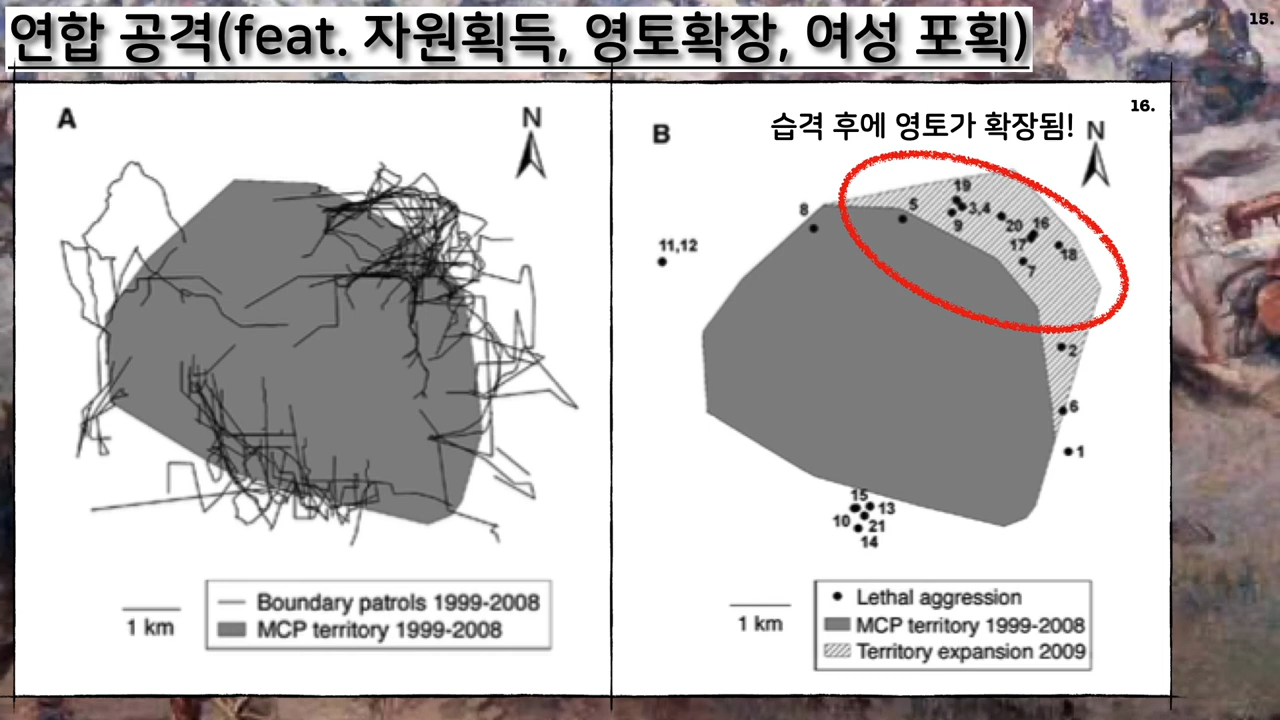 연합 공격(feat. 자원획득, 영토확장, 여성 포획)
15.
A
N
Boundary patrols 1999-2008
MCP territory 1999-2008
1 km
16.
습격 후에 영토가 확장됨!
B
N
19
3,4
5
8
9
20
16
17
18
7
11,12
2
6
1
15
13
10
21
14
Lethal aggression
MCP territory 1999-2008
Territory expansion 2009
1 km